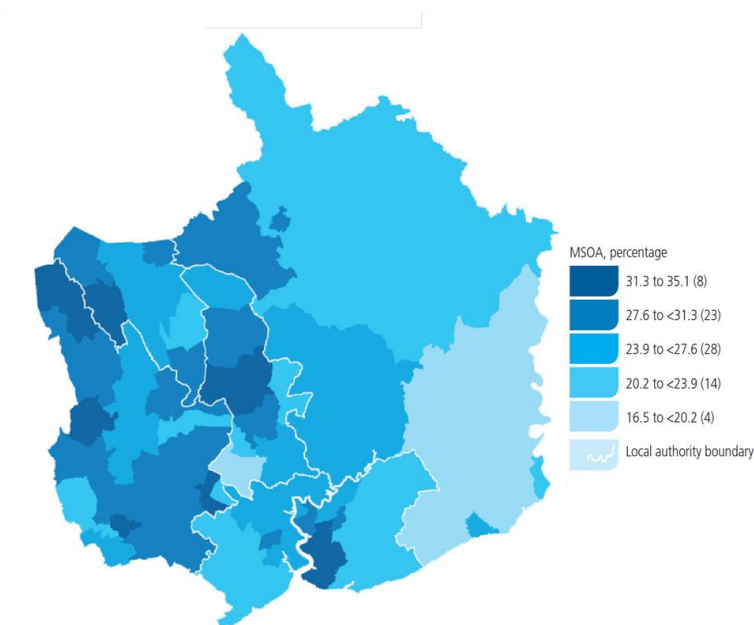 MSOA, percentage
31.3 to 35.1 (8)
27.6 to <31.3 (23)
23.9 to <27.6 (28)
20.2 to <23.9 (14)
16.5 to <20.2 (4)
Local authority boundary